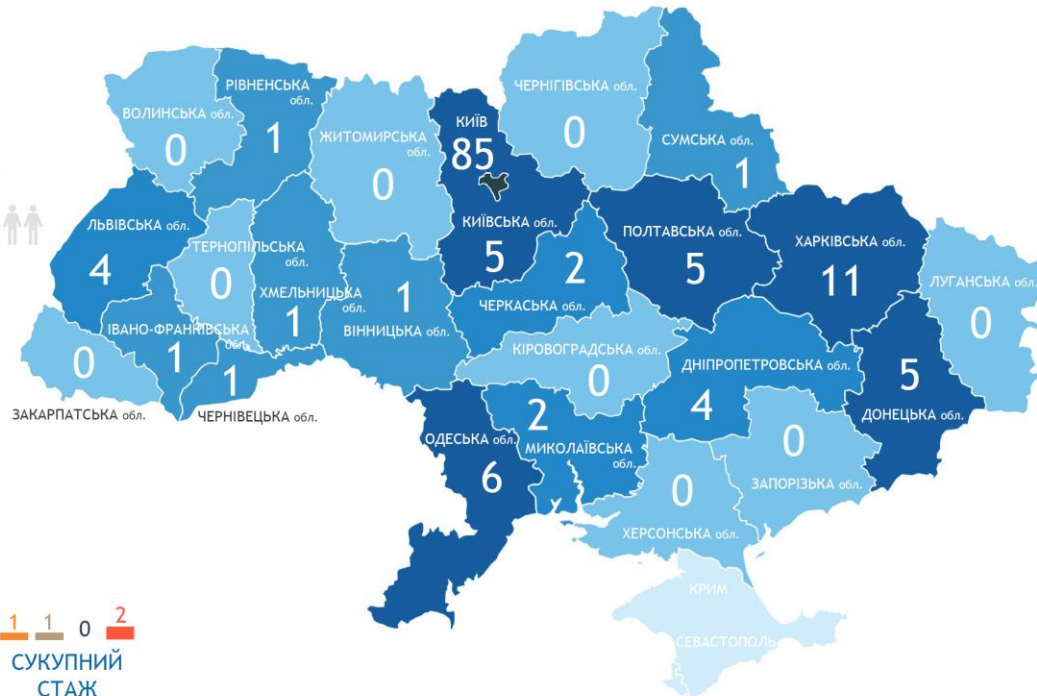 ВОЛИНСЬКА обл.
0
РІВНЕНСЬКА
обл.
1
ЖИТОМИРСЬКА
обл.
0
КИЇВ
85
КИЇВСЬКА обл.
5
ЧЕРНІГІВСЬКА обл.
0
СУМСЬКА обл.
1
ЛЬВІВСЬКА обл.
4
ТЕРНОПІЛЬСЬКА
обл.
0
ХМЕЛЬНИЦЬКА
обл.
1
1
ВІННИЦЬКА обл.
2
ЧЕРКАСЬКА обл.
ПОЛТАВСЬКА обл.
5
ХАРКІВСЬКА обл.
11
ЛУГАНСЬКА обл.
0
0
ЗАКАРПАТСЬКА обл.
ІВАНО-ФРАНКІВСЬКА
обл.
1
1
ЧЕРНІВЕЦЬКА обл.
КІРОВОГРАДСЬКА обл.
0
ДНІПРОПЕТРОВСЬКА обл.
4
5
ДОНЕЦЬКА обл.
ОДЕСЬКА обл.
6
2
МИКОЛАЇВСЬКА
обл.
0
ЗАПОРІЗЬКА обл.
0
ХЕРСОНСЬКА обл.
КРИМ
СЕВАСТОПОЛЬ
1 1 0 2
СУКУПНИЙ
СТАЖ